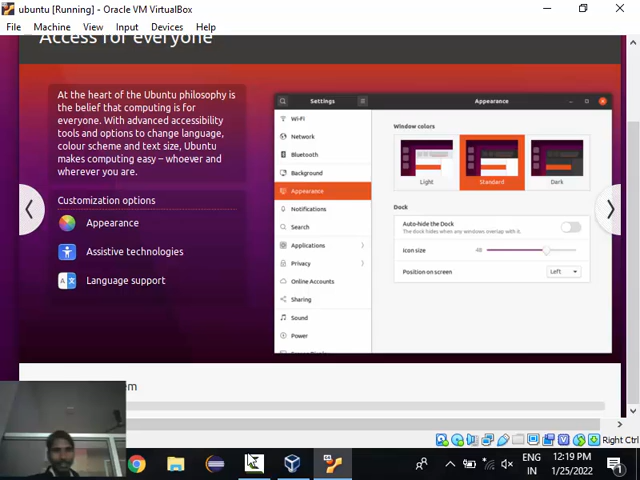 ubuntu [Running] - Oracle VM VirtualBox
File Machine View Input Devices Help
Access for everyone
At the heart of the Ubuntu philosophy is
the belief that computing is for
everyone. With advanced accessibility
tools and options to change language,
colour scheme and text size, Ubuntu
makes computing easy – whoever and
wherever you are.
Customization options
Appearance
Assistive technologies
Language support
Settings
Appearance
Wi-Fi
Network
Bluetooth
Background
Appearance
Notifications
Search
Applications
Privacy
Online Accounts
Sharing
Sound
Power
Window colors
Light Standard Dark
Dock
Auto-hide the Dock
The dock hides when any windows overlap with it.
Icon size 48
Position on screen Left
Right Ctrl
ENG
IN
12:19 PM
1/25/2022
1